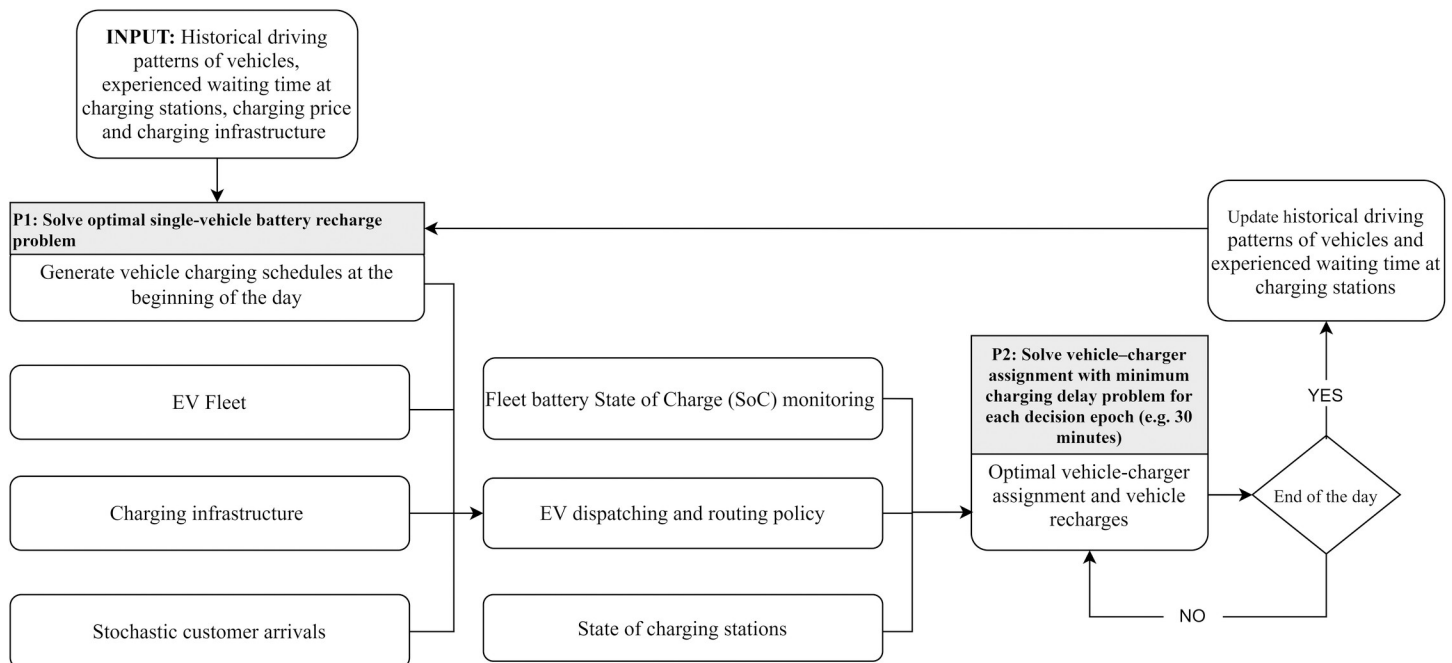 INPUT: Historical driving
patterns of vehicles,
experienced waiting time at
charging stations, charging price
and charging infrastructure
P1: Solve optimal single-vehicle battery recharge
problem
Generate vehicle charging schedules at the
beginning of the day
EV Fleet
Charging infrastructure
Stochastic customer arrivals
Fleet battery State of Charge (SoC) monitoring
EV dispatching and routing policy
State of charging stations
P2: Solve vehicle–charger
assignment with minimum
charging delay problem for
each decision epoch (e.g. 30
minutes)
Optimal vehicle-charger
assignment and vehicle
recharges
End of the day
YES
NO
Update historical driving
patterns of vehicles and
experienced waiting time at
charging stations